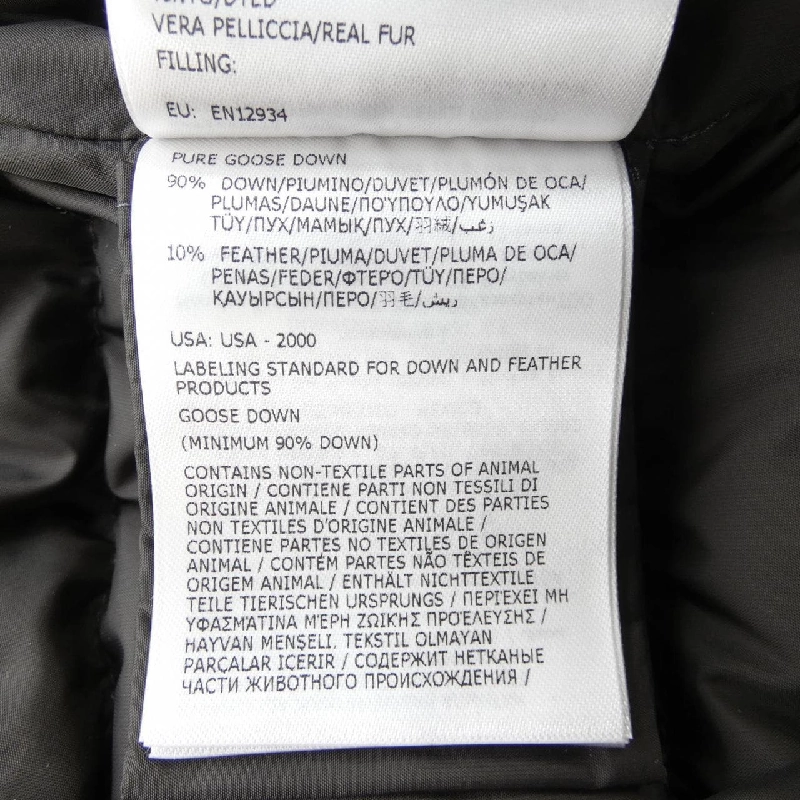 VERA PELLICCIA/REAL FUR
FILLING:
EU: EN12934
PURE GOOSE DOWN
90% DOWN/PIUMINO/DUVET/PLUMÓN DE OCA/
PLUMAS/DAUNE/ΠΟΎΠΟΥΛΟ/YUMUŞAK
TÜY/ПУХ/МАМЫҚ/ПУХ/羽绒/زغب
10% FEATHER/PIUMA/DUVET/PLUMA DE OCA/
PENAS/FEDER/ΦΤΕΡΌ/TÜY/ПЕРО/
ҚАУЫРСЫН/ПЕРО/羽毛/ريش
USA: USA - 2000
LABELING STANDARD FOR DOWN AND FEATHER
PRODUCTS
GOOSE DOWN
(MINIMUM 90% DOWN)
CONTAINS NON-TEXTILE PARTS OF ANIMAL
ORIGIN / CONTIENE PARTI NON TESSILI DI
ORIGINE ANIMALE / CONTIENT DES PARTIES
NON TEXTILES D'ORIGINE ANIMALE /
CONTIENE PARTES NO TEXTILES DE ORIGEN
ANIMAL / CONTÉM PARTES NÃO TÊXTEIS DE
ORIGEM ANIMAL / ENTHÄLT NICHTTEXTILE
TEILE TIERISCHEN URSPRUNGS / ΠΕΡΙΈΧΕΙ ΜΗ
ΥΦΑΣΜΆΤΙΝΑ ΜΈΡΗ ΖΩΙΚΉΣ ΠΡΟΈΛΕΥΣΗΣ /
HAYVAN MENŞELI, TEKSTIL OLMAYAN
PARÇALAR ICERIR / СОДЕРЖИТ НЕТКАНЫЕ
ЧАСТИ ЖИВОТНОГО ПРОИСХОЖДЕНИЯ /